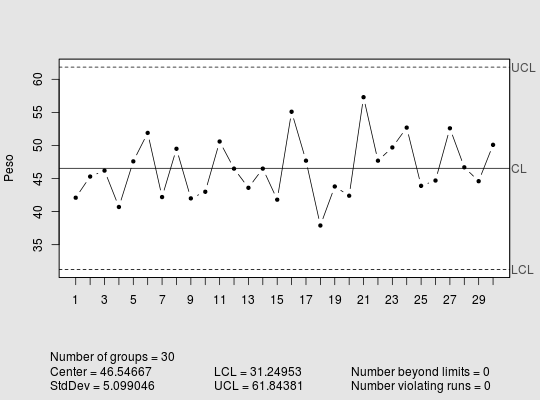 UCL
60
55
50
45
40
35
Peso
CL
LCL
1 3 5 7 9 11 13 15 17 19 21 23 25 27 29
Number of groups = 30
Center = 46.54667 LCL = 31.24953 Number beyond limits = 0
StdDev = 5.099046 UCL = 61.84381 Number violating runs = 0